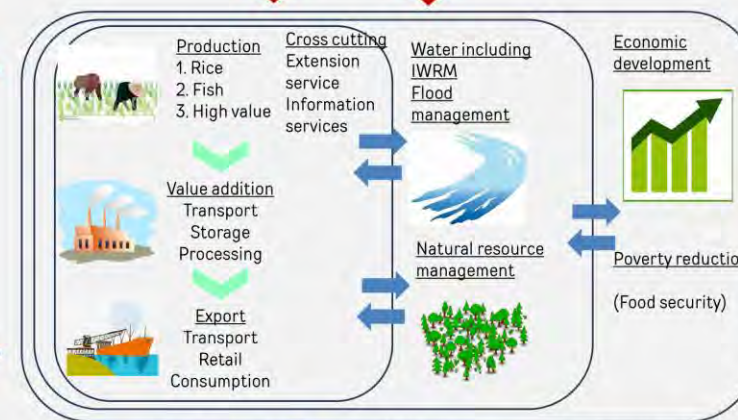 Production
1. Rice
2. Fish
3. High value
Cross cutting
Extension
service
Information
services
Value addition
Transport
Storage
Processing
Export
Transport
Retail
Consumption
Water including
IWRM
Flood
management
Natural resource
management
Economic
development
Poverty reductio
(Food security)